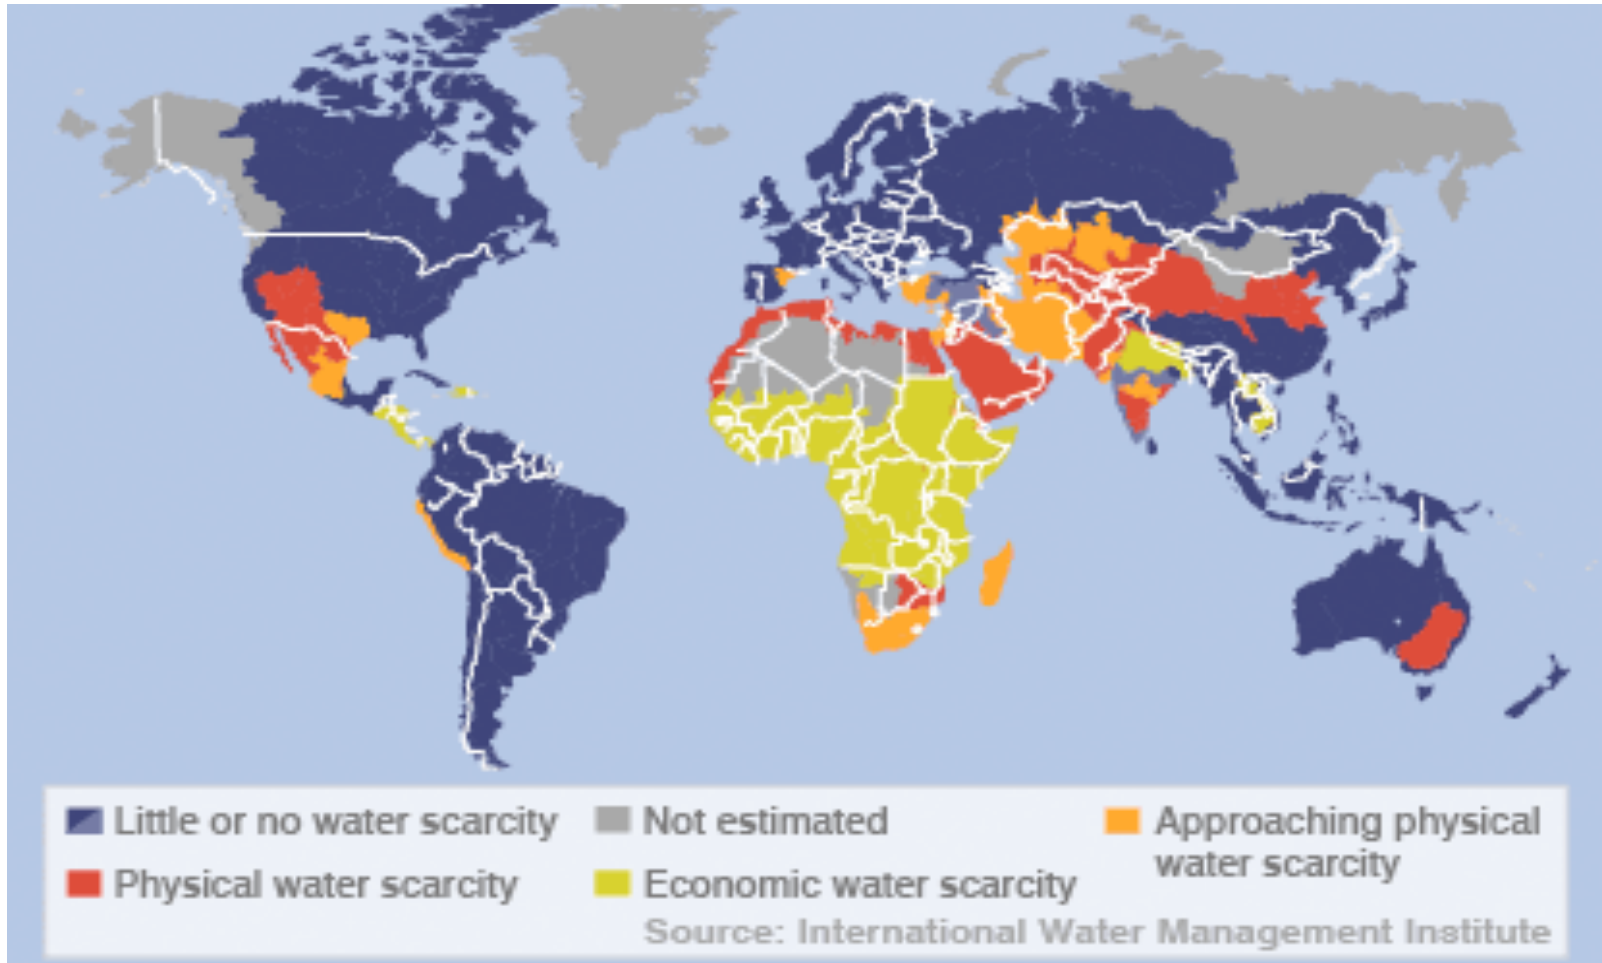 Little or no water scarcity
Not estimated
Approaching physical
water scarcity
Physical water scarcity
Economic water scarcity
Source: International Water Management Institute